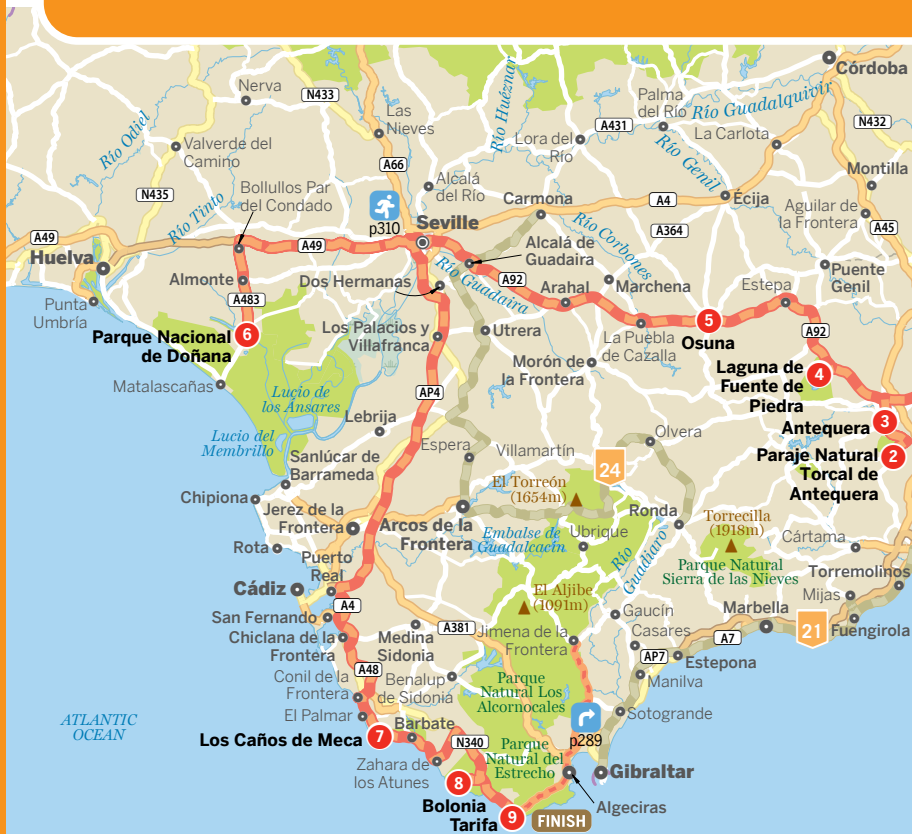 Córdoba
Nerva
N433
Las
Nieves
Río Huéznar
Palma
del Río
Río Guadalquivir
N432
Río Odiel
Valverde del
Camino
A66
Lora del
Río
A431
La Carlota
Río Genil
Montilla
N435
Bollullos Par
del Condado
Alcalá
del Río
Carmona
A4
Écija
Río Tinto
p310
Seville
Río Corbones
A364
Aguilar de
la Frontera
A45
A49
A49
Huelva
Alcalá de
Guadaira
Almonte
Dos Hermanas
Río Guadaira
A92
Arahal
Marchena
Estepa
Puente
Genil
A483
Punta
Umbría
Parque Nacional
de Doñana
6
Los Palacios y
Villafranca
Utrera
La Puebla
de Cazalla
5
Osuna
A92
Morón de
la Frontera
Laguna de
Fuente de
Piedra
4
Matalascañas
Lucio de
los Ansares
AP4
Lebrija
Antequera
3
Lucio del
Membrillo
Espera
Villamartín
Olvera
Paraje Natural
Torcal de
Antequera
2
Sanlúcar de
Barrameda
24
El Torreón
(1654m)
Chipiona
Jerez de la
Frontera
Arcos de la
Frontera
Ronda
Torrecilla
(1918m)
Embalse de
Guadalcacín
Ubrique
Cártama
Rota
Puerto
Real
Río
Guadiaro
Parque Natural
Sierra de las Nieves
Torremolinos
Cádiz
A4
El Aljibe
(1091m)
Mijas
San Fernando
Gaucín
Marbella
Chiclana de la
Frontera
Medina
Sidonia
A381
Jimena de la
Frontera
Casares
A7
21
Fuengirola
A48
AP7
Estepona
Conil de la
Frontera
Benalup
de Sidonia
Parque
Natural Los
Alcornocales
Manilva
El Palmar
Sotogrande
ATLANTIC
OCEAN
Los Caños de Meca
7
Barbate
N340
p289
Parque
Natural del
Estrecho
Zahara de
los Atunes
Gibraltar
8
Bolonia
Algeciras
Tarifa
9
FINISH